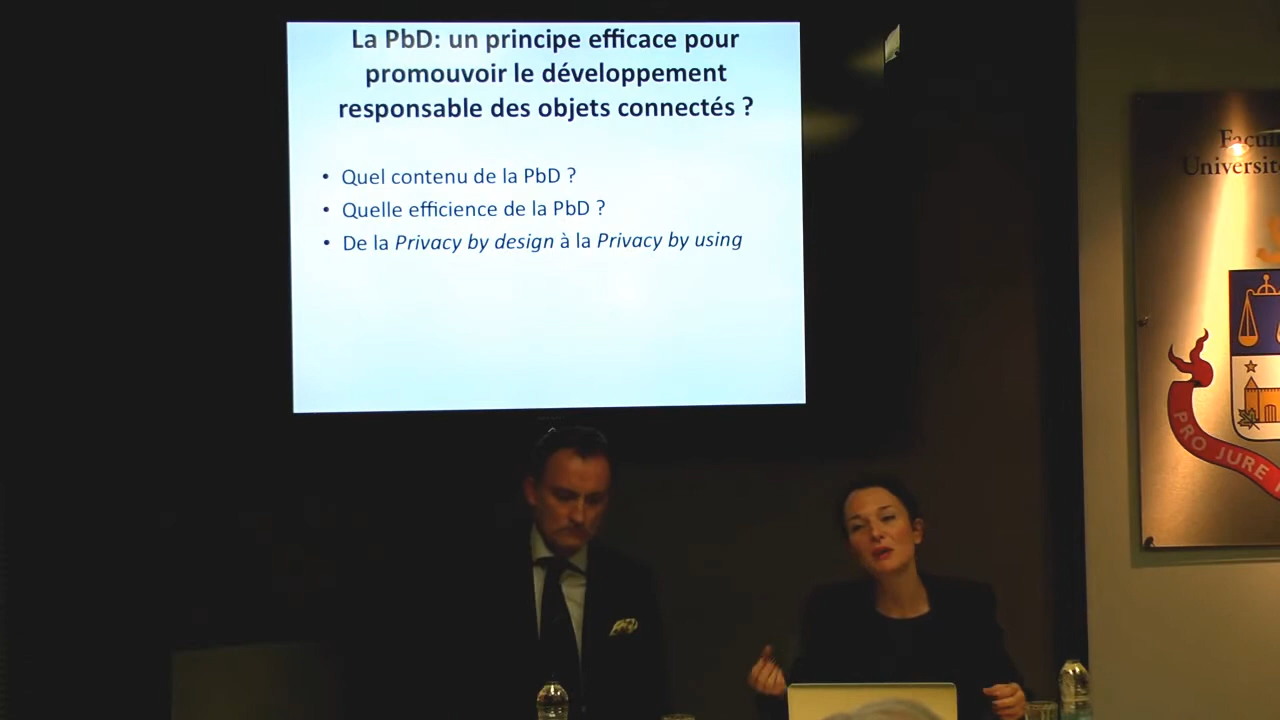 La PbD: un principe efficace pour
promouvoir le développement
responsable des objets connectés ?
• Quel contenu de la PbD ?
• Quelle efficience de la PbD ?
• De la Privacy by design à la Privacy by using
PRO JURE